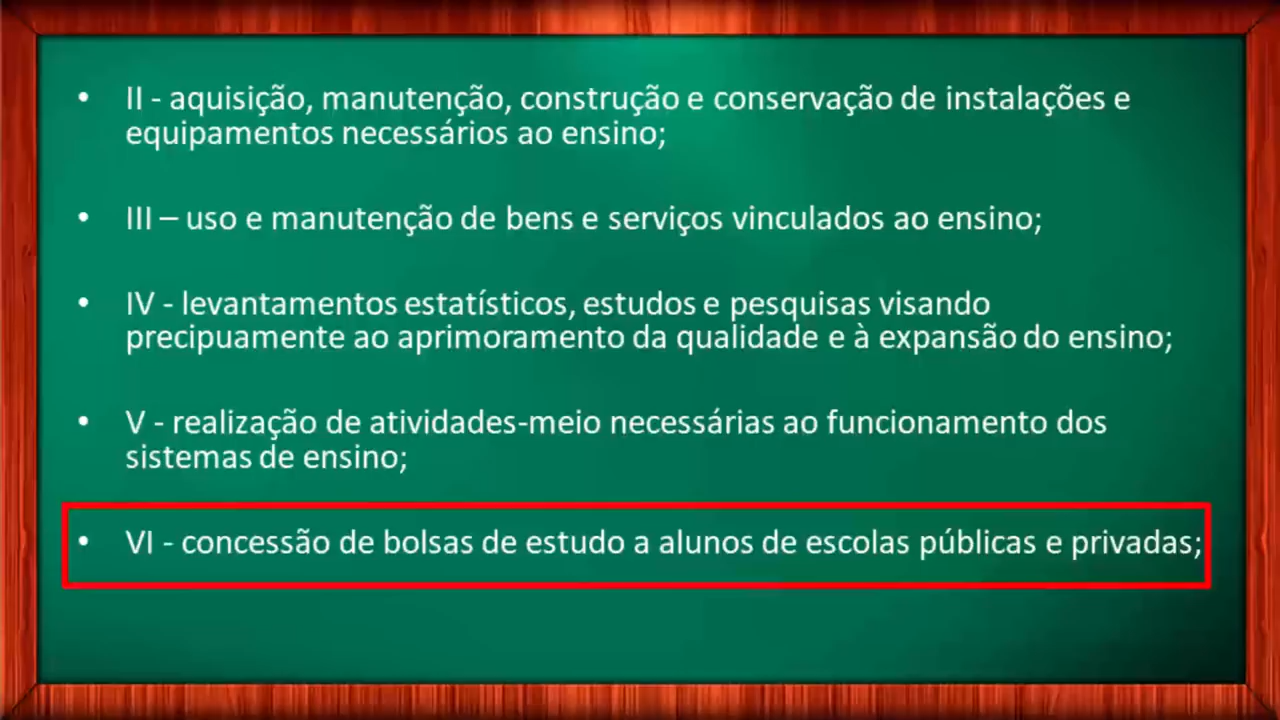 • II - aquisição, manutenção, construção e conservação de instalações e
equipamentos necessários ao ensino;
• III – uso e manutenção de bens e serviços vinculados ao ensino;
• IV - levantamentos estatísticos, estudos e pesquisas visando
precipuamente ao aprimoramento da qualidade e à expansão do ensino;
• V - realização de atividades-meio necessárias ao funcionamento dos
sistemas de ensino;
• VI - concessão de bolsas de estudo a alunos de escolas públicas e privadas;